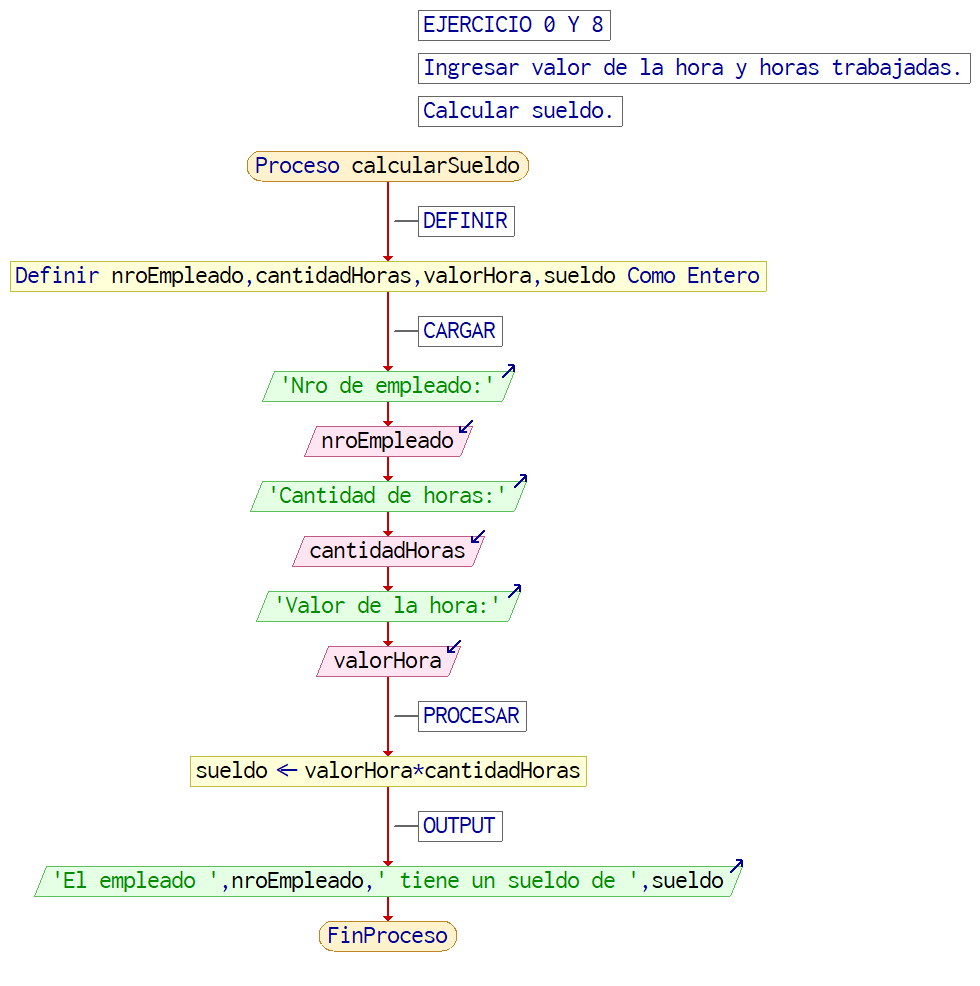 EJERCICIO 0 Y 8
Ingresar valor de la hora y horas trabajadas.
Calcular sueldo.
Proceso calcularSueldo
DEFINIR
Definir nroEmpleado,cantidadHoras,valorHora,sueldo Como Entero
CARGAR
'Nro de empleado:'
nroEmpleado
'Cantidad de horas:'
cantidadHoras
'Valor de la hora:'
valorHora
PROCESAR
sueldo ← valorHora*cantidadHoras
OUTPUT
'El empleado ',nroEmpleado,' tiene un sueldo de ',sueldo
FinProceso